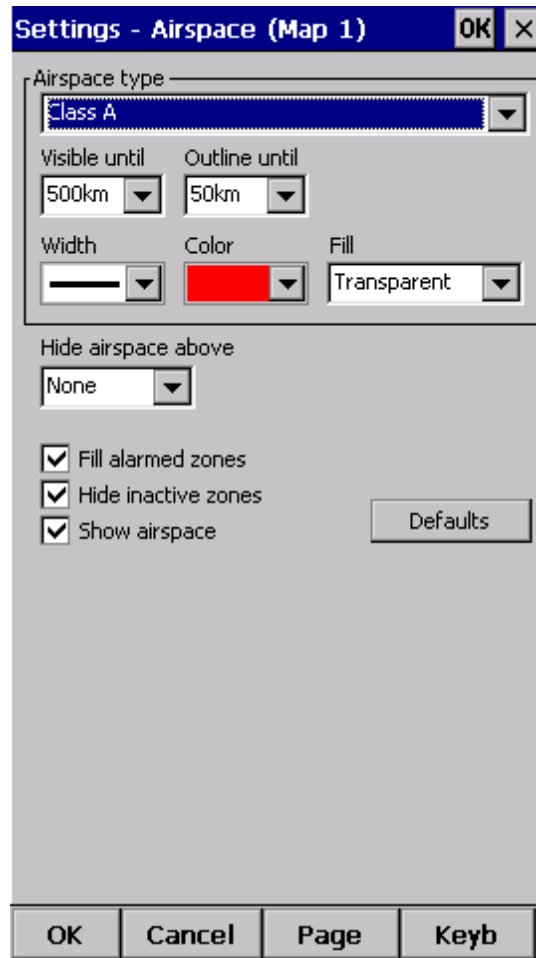 Settings - Airspace (Map 1) OK ×
Airspace type
Class A
Visible until Outline until
500km 50km
Width Color Fill
Transparent
Hide airspace above
None
Fill alarmed zones
Hide inactive zones
Show airspace Defaults
OK Cancel Page Keyb